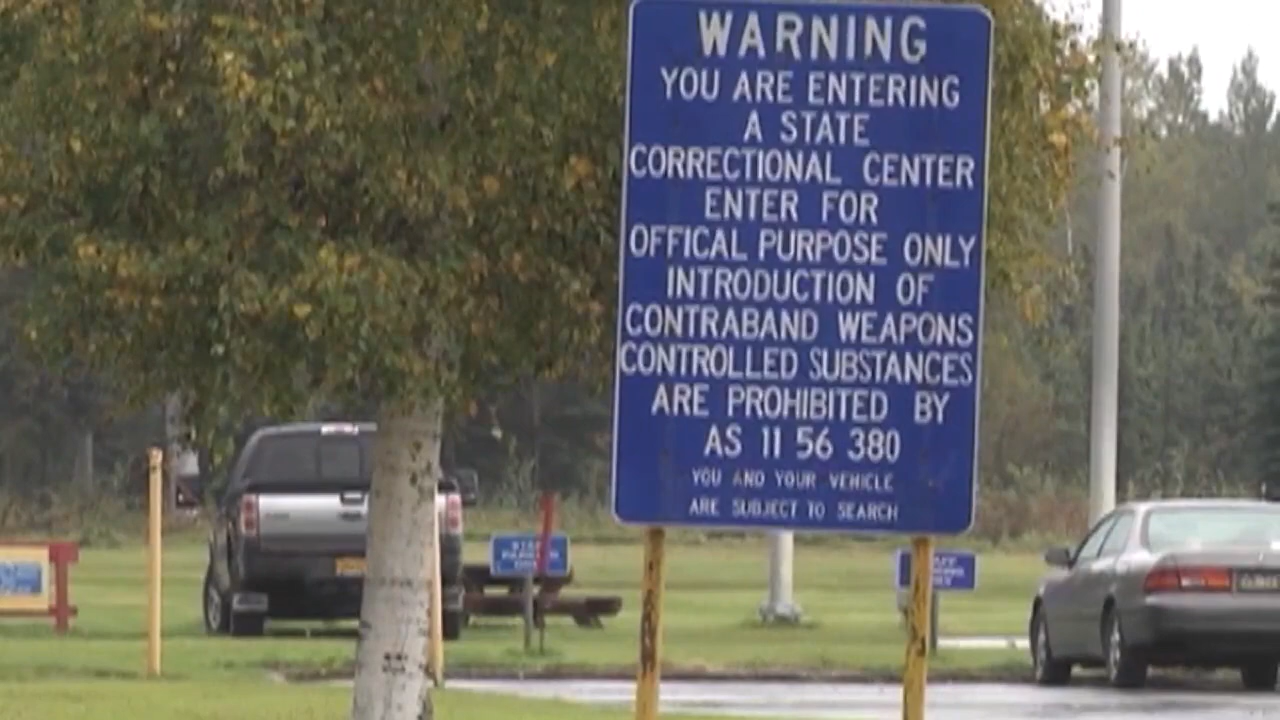 WARNING
YOU ARE ENTERING
A STATE
CORRECTIONAL CENTER
ENTER FOR
OFFICAL PURPOSE ONLY
INTRODUCTION OF
CONTRABAND WEAPONS
CONTROLLED SUBSTANCES
ARE PROHIBITED BY
AS 11 56 380
YOU AND YOUR VEHICLE
ARE SUBJECT TO SEARCH